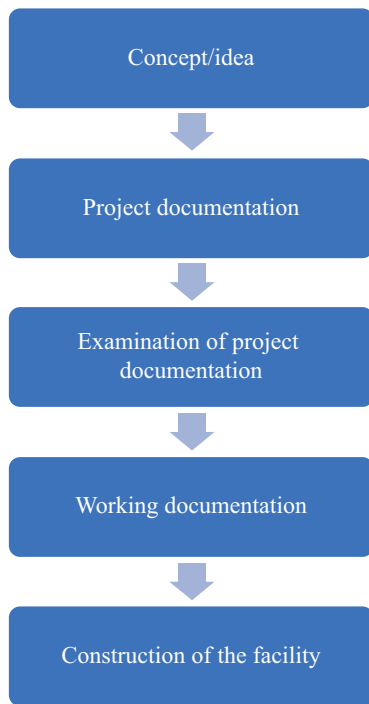 Concept/idea
Project documentation
Examination of project
documentation
Working documentation
Construction of the facility